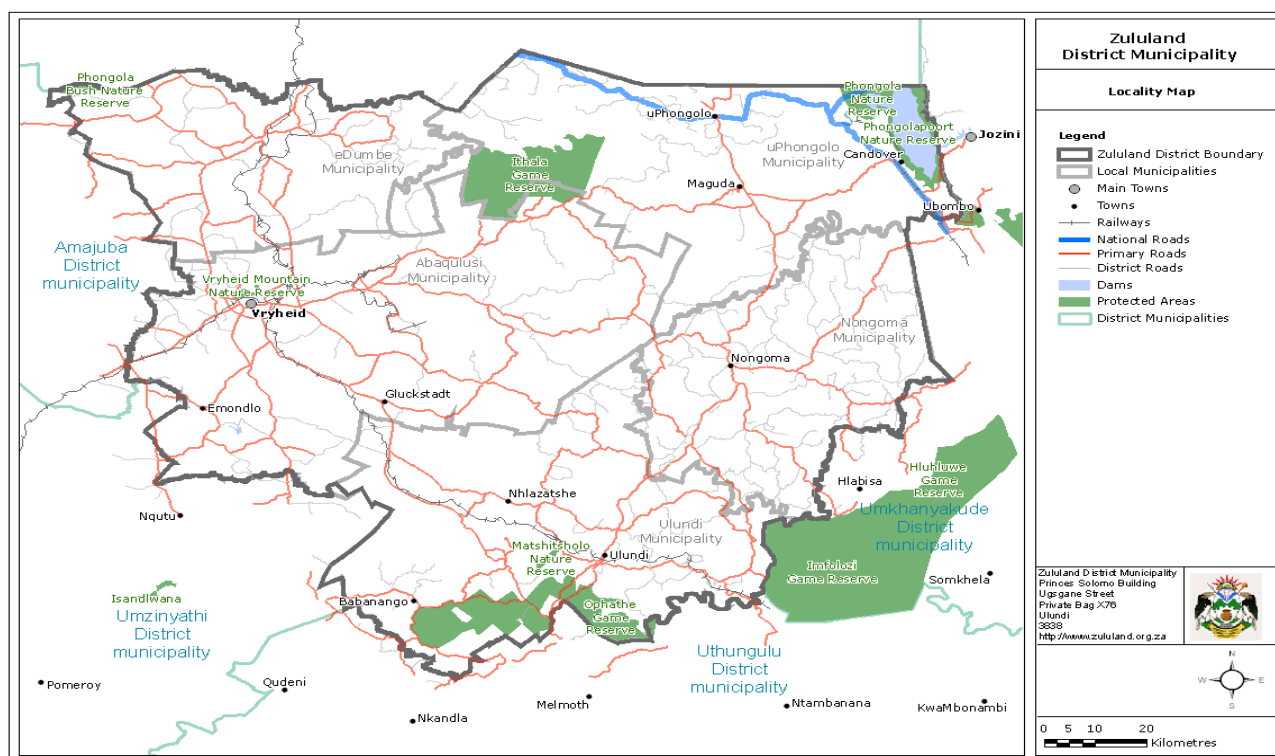 Phongola
Bush Nature
Reserve
eDumbe
Municipality
Ithala
Game
Reserve
uPhongolo
uPhongolo
Municipality
Phongola
Nature
Reserve
Phongolapoort
Nature Reserve
Candover
Jozini
Maguda
Ubombo
Amajuba
District
municipality
Abaqulusi
Municipality
Vryheid Mountain
Nature Reserve
Vryheid
Nongoma
Municipality
Nongoma
Gluckstadt
Emondlo
Nqutu
Nhlazatshe
Hlabisa
Hluhluwe
Game
Reserve
Umkhanyakude
District
municipality
Ulundi
Municipality
Matshitsholo
Nature
Reserve
Ulundi
Imfolozi
Game Reserve
Somkhela
Isandlwana
Umzinyathi
District
municipality
Babanango
Ophathe
Game
Reserve
Uthungulu
District
municipality
Pomeroy
Qudeni
Nkandla
Melmoth
Ntambanana
KwaMbonambi
Zululand
District Municipality
Locality Map
Legend
Zululand District Boundary
Local Municipalities
Main Towns
Towns
Railways
National Roads
Primary Roads
District Roads
Dams
Protected Areas
District Municipalities
Zululand District Municipality
Princes Solomo Building
Ugsgane Street
Private Bag X76
Ulundi
3838
http://www.zululand.org.za
N
W E
S
0 5 10 20
Kilometres